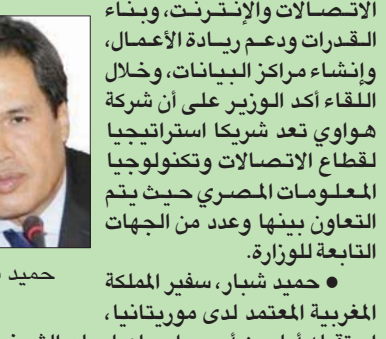 الاتصالات والإنترنت، وبناء
القدرات ودعم ريادة الأعمال،
وإنشاء مراكز البيانات، وخلال
اللقاء أكد الوزير على أن شركة
هواوي تعد شريكا استراتيجيا
لقطاع الاتصالات وتكنولوجيا
المعلومات المصري حيث يتم
التعاون بينها وعدد من الجهات
التابعة للوزارة.
حميد
● حميد شبار، سفير المملكة
المغربية المعتمد لدى موريتانيا،